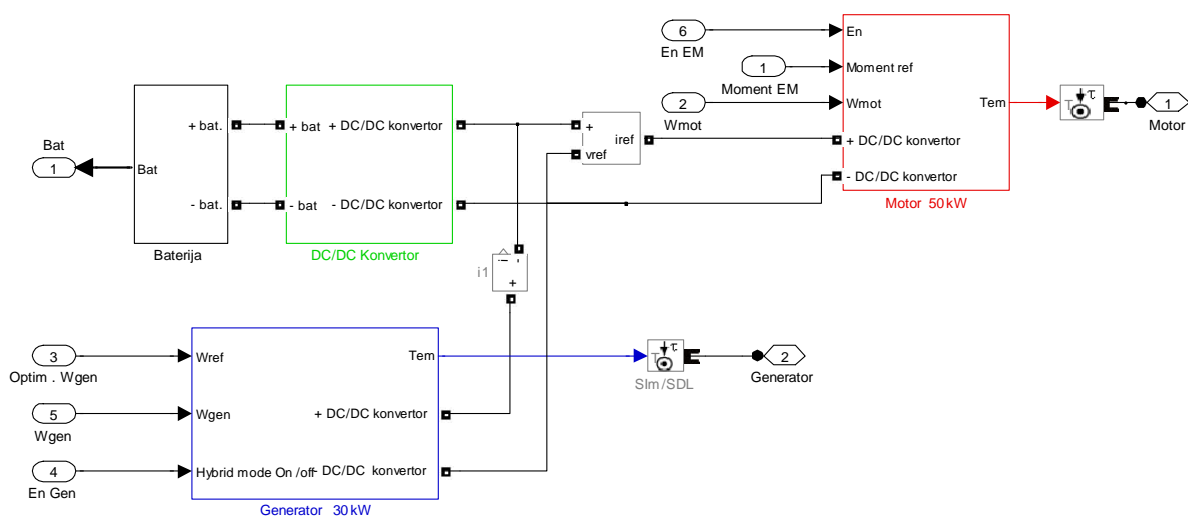 6
En EM
1
Moment EM
2
Wmot
En
Moment ref
Wmot
+ DC/DC konvertor
- DC/DC konvertor
Tem
Motor 50kW
τ
T
1
Motor
Bat
1
Bat
+ bat.
- bat.
Baterija
+ bat
- bat
+ DC/DC konvertor
- DC/DC konvertor
DC/DC Konvertor
+
vref
iref
i1
+
3
Optim . Wgen
5
Wgen
4
En Gen
Wref
Wgen
Hybrid mode On /off
Tem
+ DC/DC konvertor
- DC/DC konvertor
Generator 30kW
τ
T
SIm/SDL
2
Generator